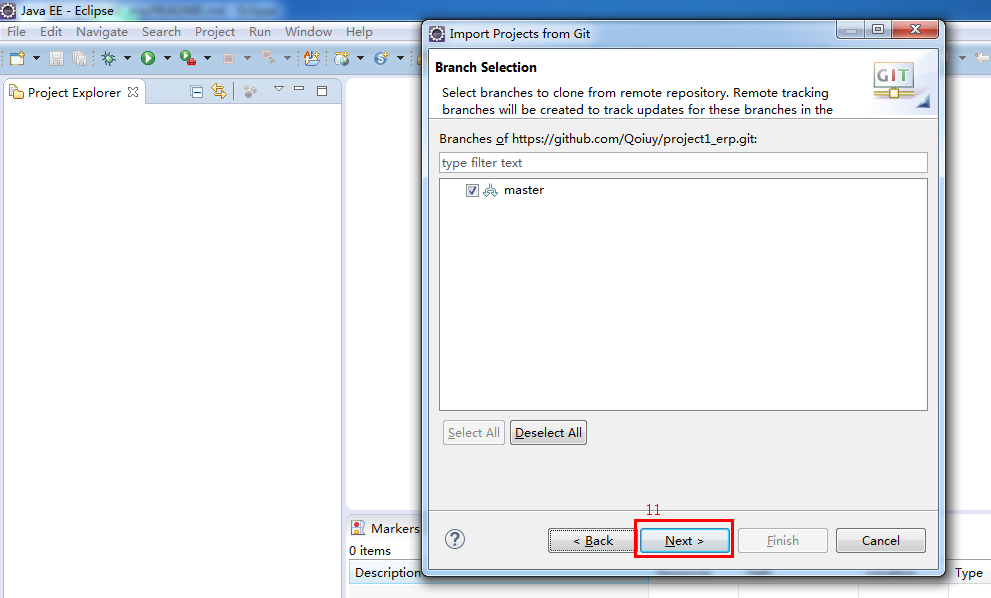 Java EE - Eclipse
File Edit Navigate Search Project Run Window Help
Project Explorer
Import Projects from Git
Branch Selection
Select branches to clone from remote repository. Remote tracking
branches will be created to track updates for these branches in the
GIT
Branches of https://github.com/Qoiuy/project1_erp.git:
type filter text
master
Select All Deselect All
11
< Back Next > Finish Cancel
Markers
0 items
Description
Type